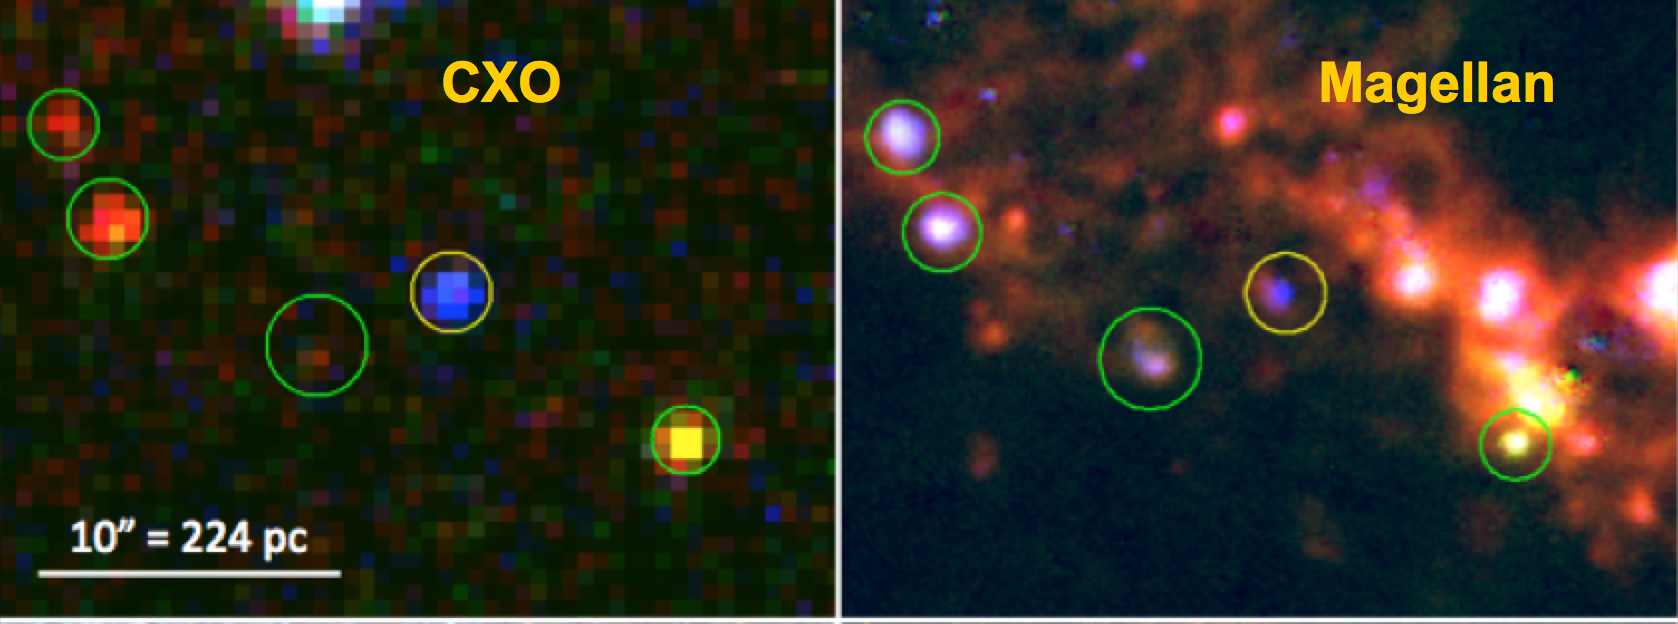 CXO
Magellan
10” = 224 pc